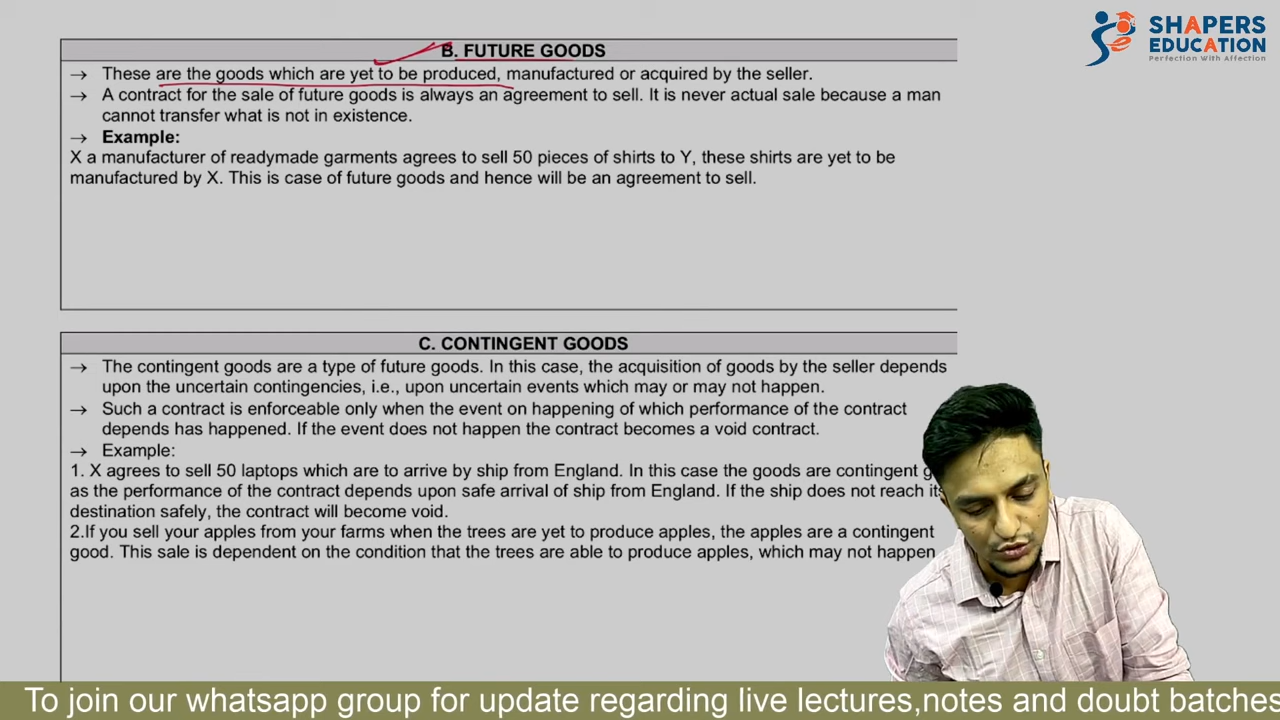 SHAPERS
EDUCATION
Perfection With Affection
B. FUTURE GOODS
→ These are the goods which are yet to be produced, manufactured or acquired by the seller.
→ A contract for the sale of future goods is always an agreement to sell. It is never actual sale because a man
cannot transfer what is not in existence.
→ Example:
X a manufacturer of readymade garments agrees to sell 50 pieces of shirts to Y, these shirts are yet to be
manufactured by X. This is case of future goods and hence will be an agreement to sell.
C. CONTINGENT GOODS
→ The contingent goods are a type of future goods. In this case, the acquisition of goods by the seller depends
upon the uncertain contingencies, i.e., upon uncertain events which may or may not happen.
→ Such a contract is enforceable only when the event on happening of which performance of the contract
depends has happened. If the event does not happen the contract becomes a void contract.
→ Example:
1. X agrees to sell 50 laptops which are to arrive by ship from England. In this case the goods are contingent
as the performance of the contract depends upon safe arrival of ship from England. If the ship does not reach its
destination safely, the contract will become void.
2.If you sell your apples from your farms when the trees are yet to produce apples, the apples are a contingent
good. This sale is dependent on the condition that the trees are able to produce apples, which may not happen
To join our whatsapp group for update regarding live lectures,notes and doubt batches